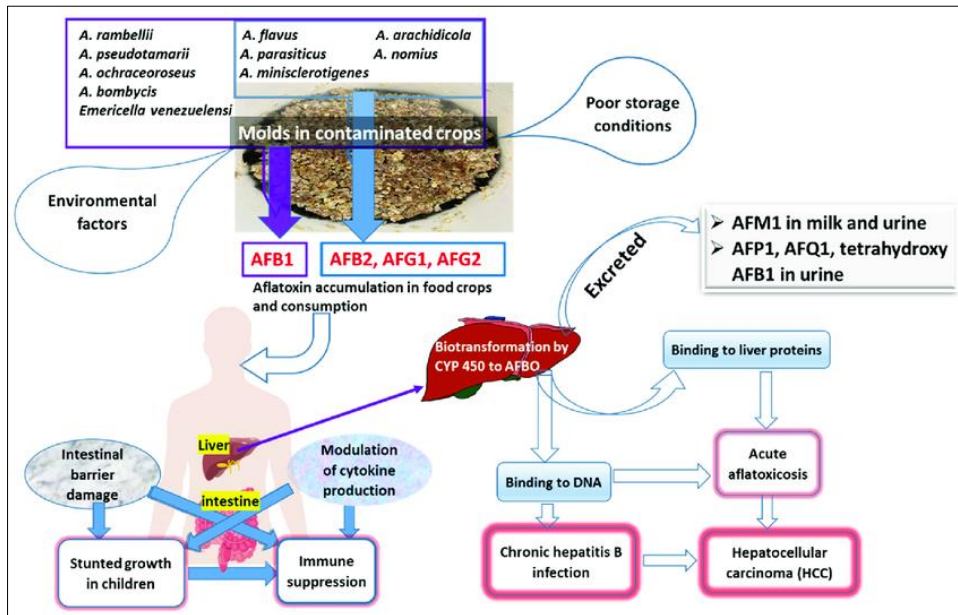 A. rambellii
A. pseudotamarii
A. ochraceoroseus
A. bombycis
Emericella venezuelensi
A. flavus
A. parasiticus
A. minisclerotigenes
A. arachidicola
A. nomius
Molds in contaminated crops
Poor storage
conditions
Environmental
factors
AFB1
AFB2, AFG1, AFG2
Aflatoxin accumulation in food crops
and consumption
Excreted
➢ AFM1 in milk and urine
➢ AFP1, AFQ1, tetrahydroxy
AFB1 in urine
Biotransformation by
CYP 450 to AFBO
Binding to liver proteins
Liver
intestine
Intestinal
barrier
damage
Modulation
of cytokine
production
Stunted growth
in children
Immune
suppression
Binding to DNA
Acute
aflatoxicosis
Chronic hepatitis B
infection
Hepatocellular
carcinoma (HCC)